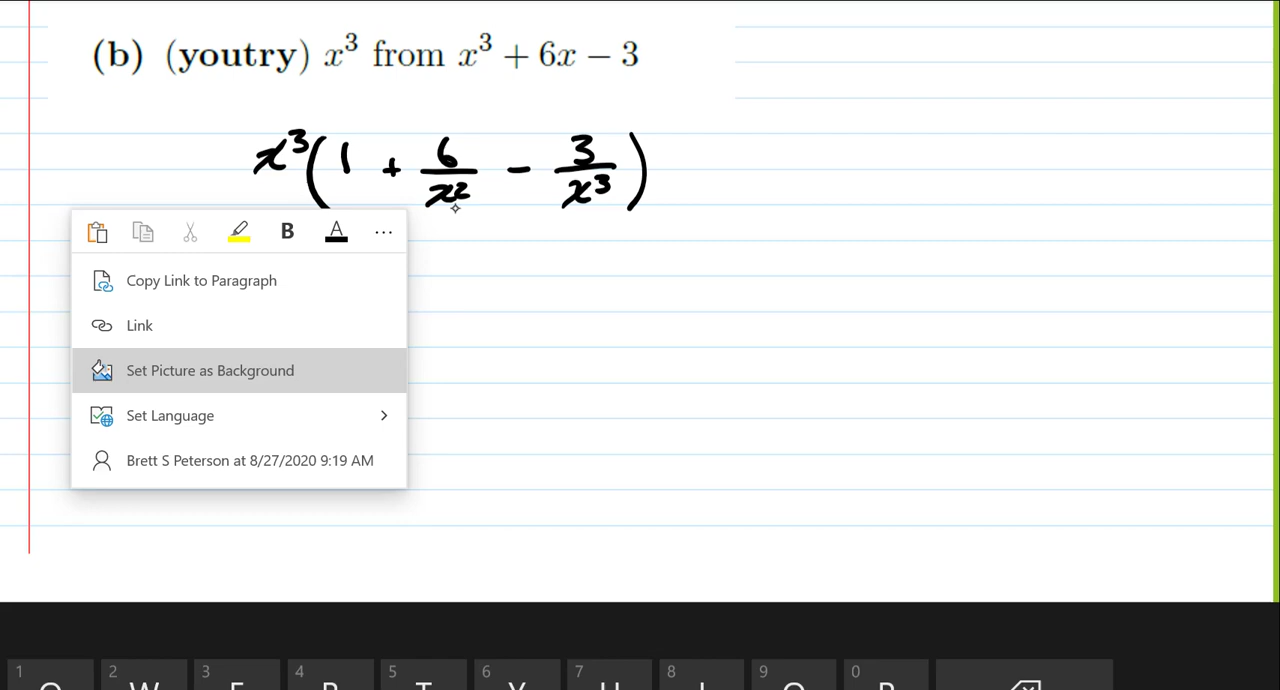 (b) (youtry) x³ from x³ + 6x − 3
x³(1 + 6/x² − 3/x³)
B A ...
Copy Link to Paragraph
Link
Set Picture as Background
Set Language
Brett S Peterson at 8/27/2020 9:19 AM
1 2 3 4 5 6 7 8 9 0